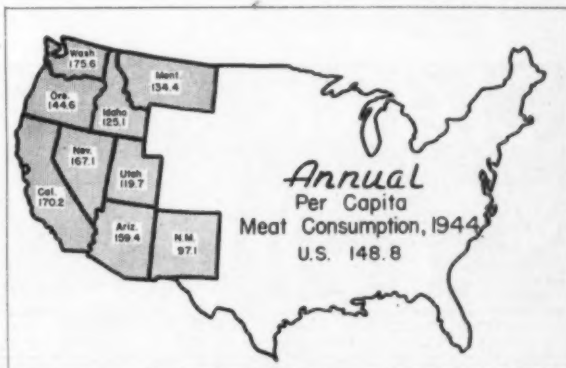 Wash.
175.6
Mont.
134.4
Ore.
144.6
Idaho
125.1
Nev.
167.1
Utah
119.7
Cal.
170.2
Ariz.
159.4
N.M.
97.1
Annual
Per Capita
Meat Consumption, 1944
U.S. 148.8